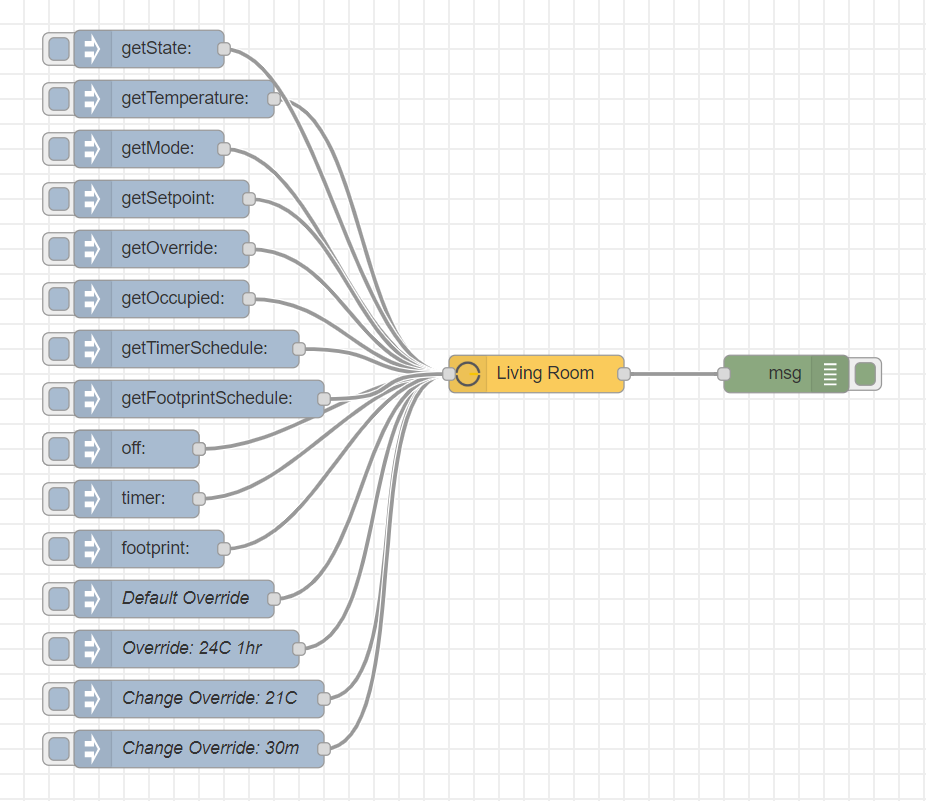 getState:
getTemperature:
getMode:
getSetpoint:
getOverride:
getOccupied:
getTimerSchedule:
Living Room
msg
getFootprintSchedule:
off:
timer:
footprint:
Default Override
Override: 24C 1hr
Change Override: 21C
Change Override: 30m